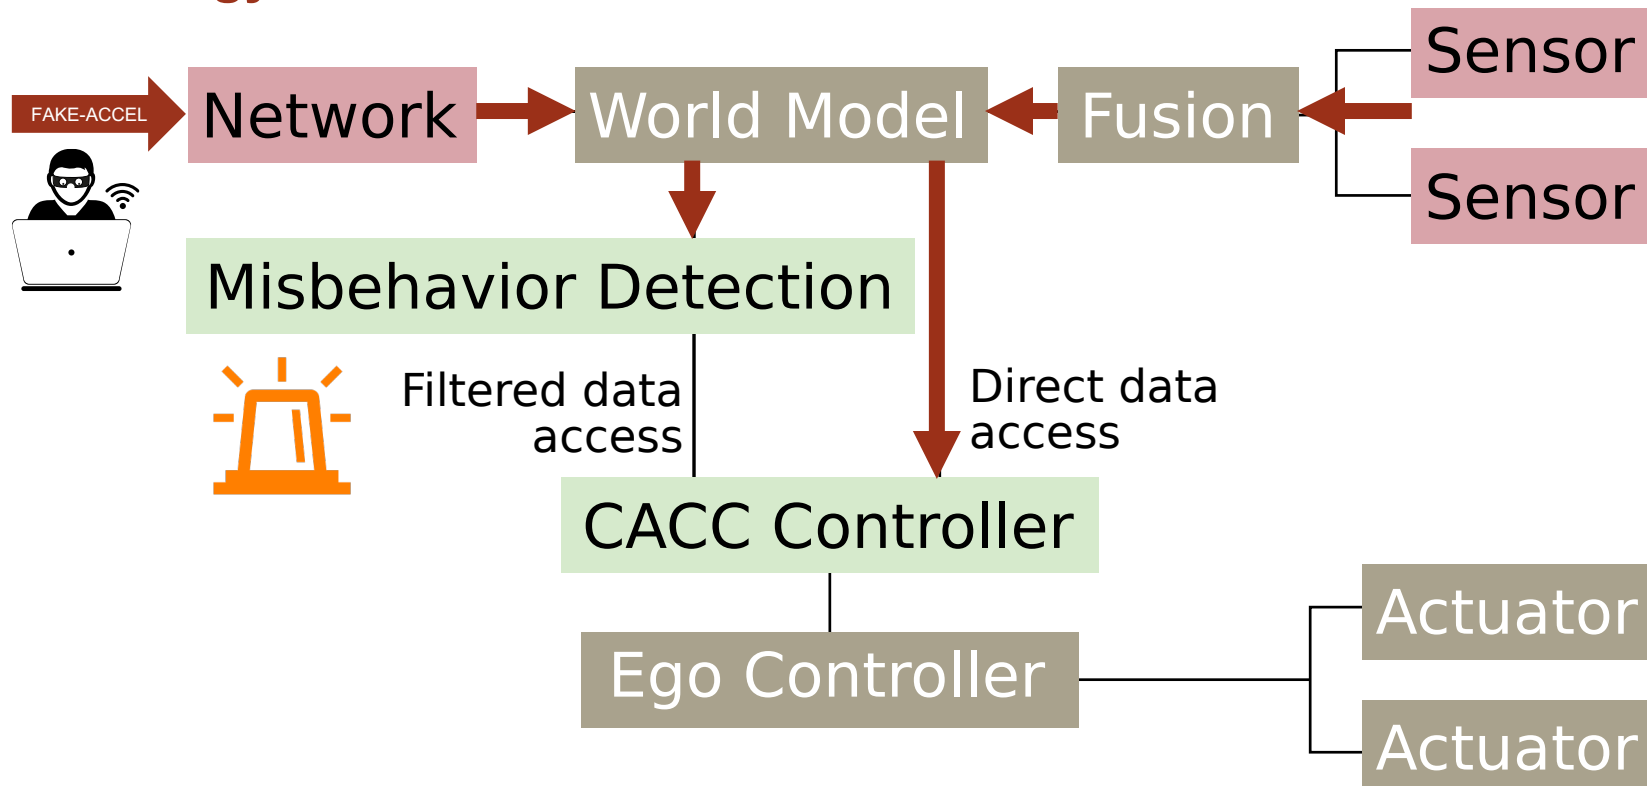 Sensor
FAKE-ACCEL
Network
World Model
Fusion
Sensor
Misbehavior Detection
Filtered data
access
Direct data
access
CACC Controller
Actuator
Ego Controller
Actuator